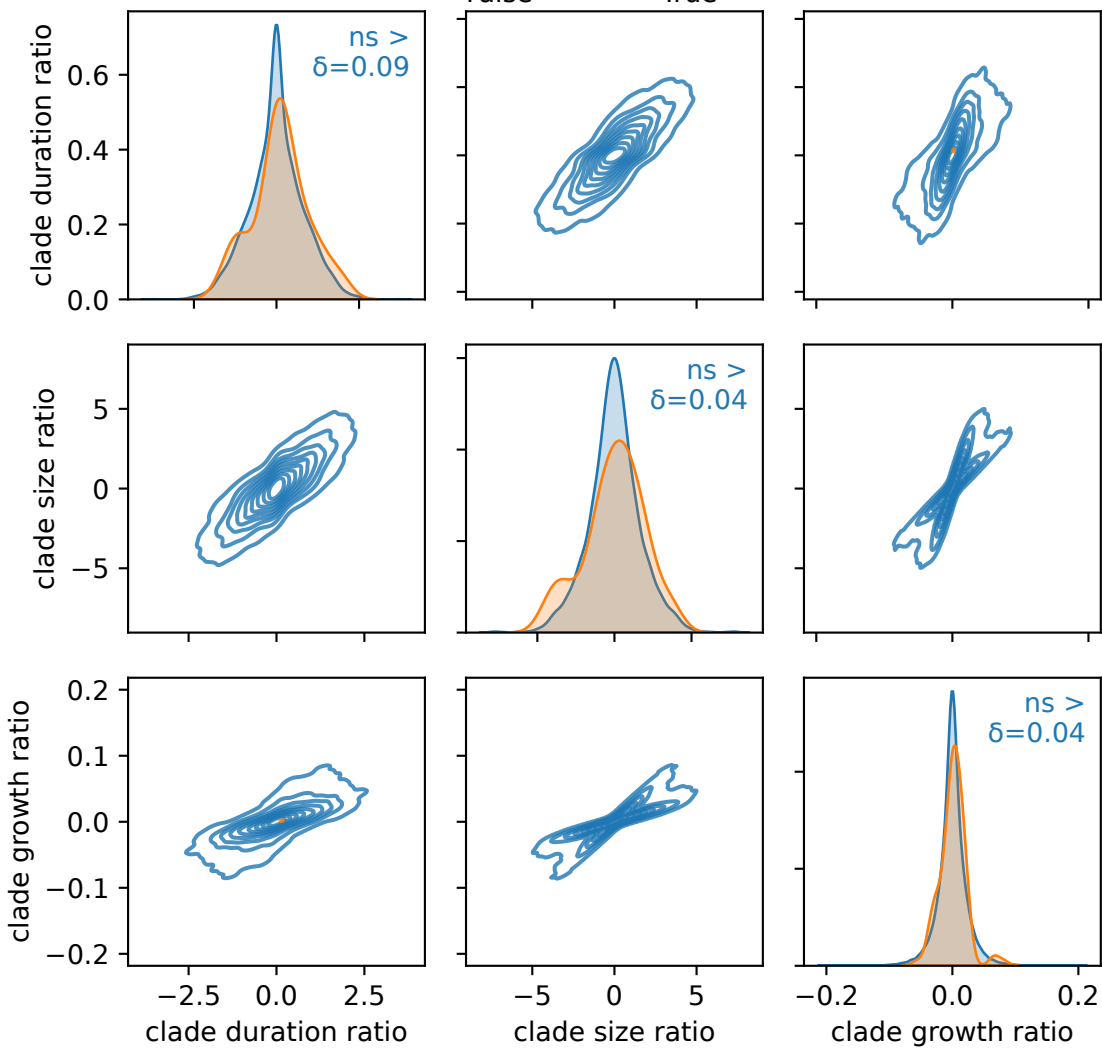 clade duration ratio
0.6
0.4
0.2
0.0
ns >
δ=0.09
clade size ratio
5
0
−5
ns >
δ=0.04
clade growth ratio
0.2
0.1
0.0
−0.1
−0.2
ns >
δ=0.04
−2.5 0.0 2.5
−5 0 5
−0.2 0.0 0.2
clade duration ratio
clade size ratio
clade growth ratio